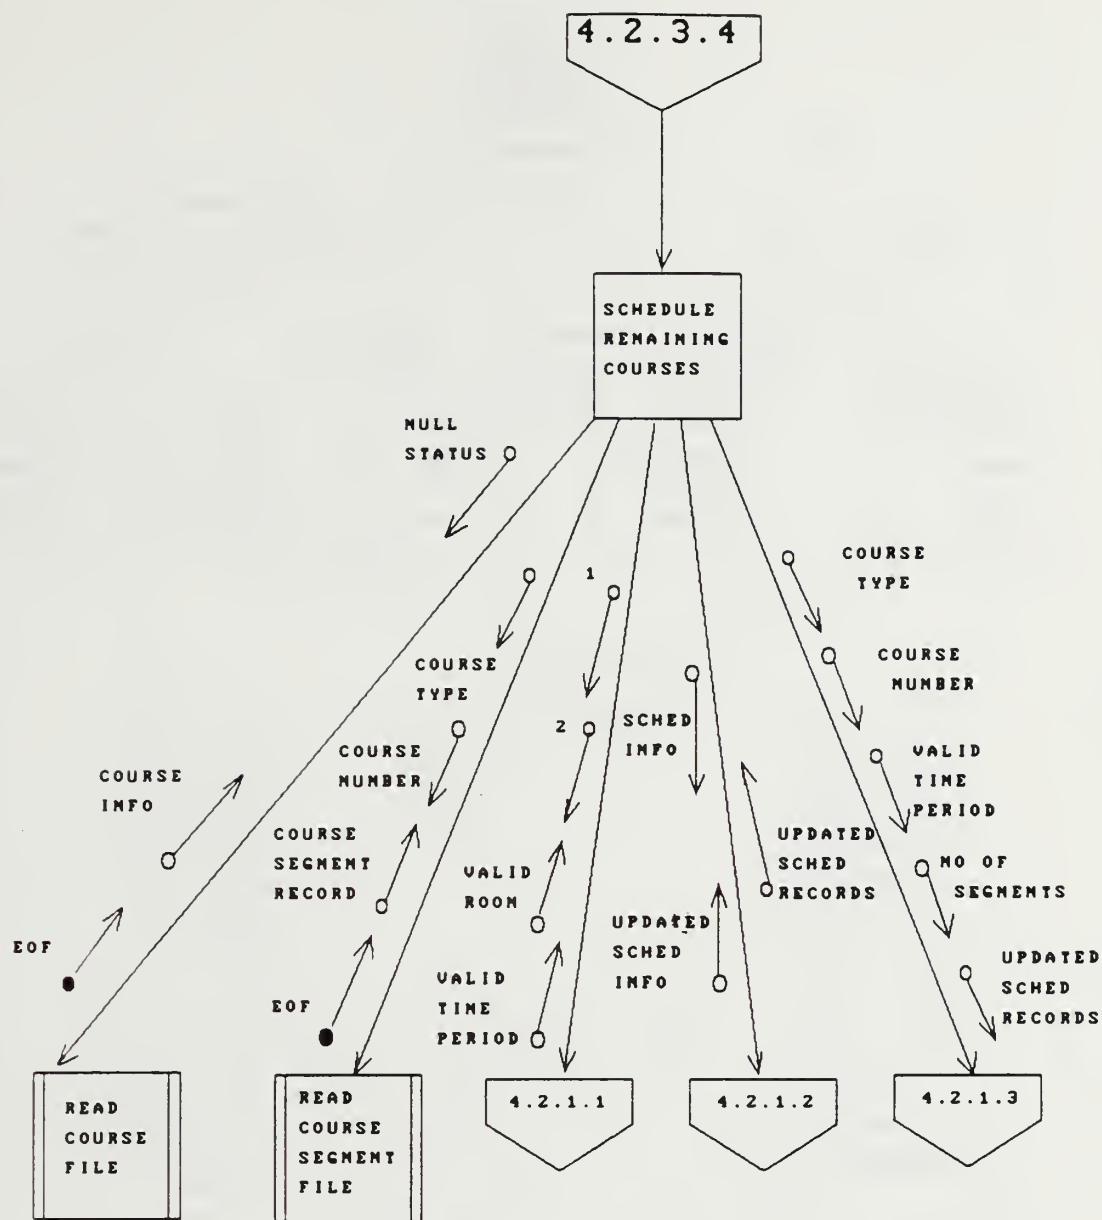 4.2.3.4
SCHEDULE
REMAINING
COURSES
NULL
STATUS
COURSE
TYPE
1
COURSE
TYPE
COURSE
NUMBER
2
SCHED
INFO
COURSE
NUMBER
VALID
TIME
PERIOD
COURSE
INFO
COURSE
SEGMENT
RECORD
VALID
ROOM
UPDATED
SCHED
RECORDS
NO OF
SEGMENTS
EOF
UPDATED
SCHED
INFO
UPDATED
SCHED
RECORDS
EOF
VALID
TIME
PERIOD
READ
COURSE
FILE
READ
COURSE
SEGMENT
FILE
4.2.1.1
4.2.1.2
4.2.1.3